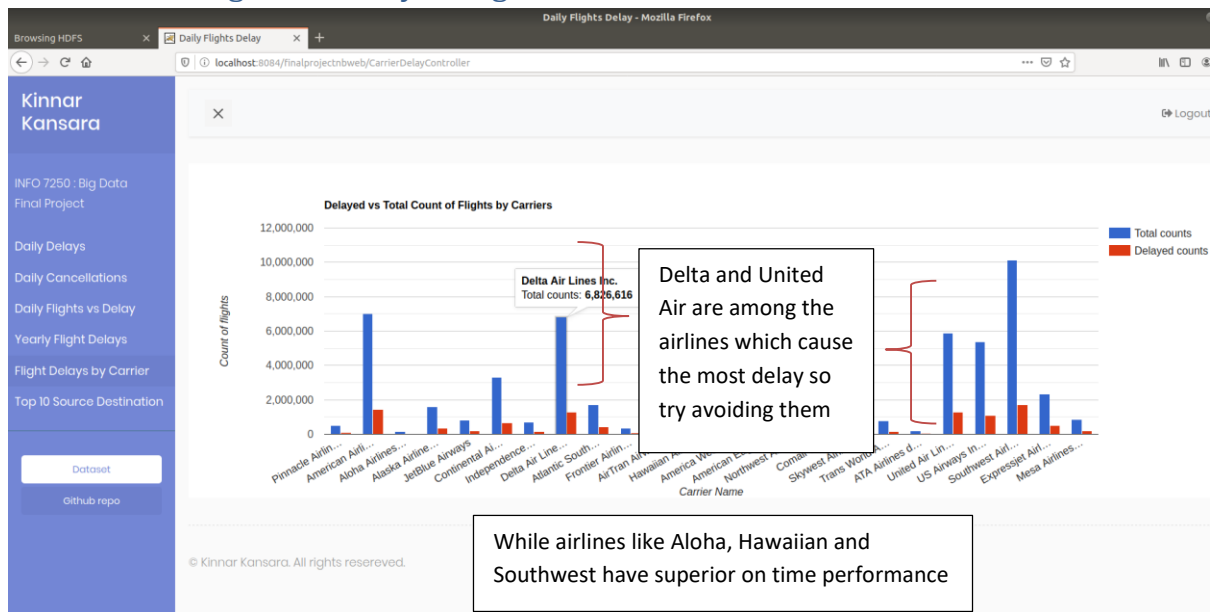 Daily Flights Delay - Mozilla Firefox
Browsing HDFS
Daily Flights Delay
localhost:8084/finalprojectnbweb/CarrierDelayController
Kinnar
Kansara
Logout
INFO 7250 : Big Data
Final Project
Daily Delays
Daily Cancellations
Daily Flights vs Delay
Yearly Flight Delays
Flight Delays by Carrier
Top 10 Source Destination
Dataset
Github repo
Delayed vs Total Count of Flights by Carriers
12,000,000
10,000,000
8,000,000
6,000,000
4,000,000
2,000,000
0
Count of flights
Delta Air Lines Inc.
Total counts: 6,826,616
Total counts
Delayed counts
Delta and United
Air are among the
airlines which cause
the most delay so
try avoiding them
Pinnacle Airlin...
American Airli...
Aloha Airlines...
Alaska Airline...
JetBlue Airways
Continental Ai...
Independence...
Delta Air Line...
Atlantic South...
Frontier Airlin...
AirTran
Hawaiian
America
American
Northwest
Skywest
Trans World
ATA Airlines d...
United Air Lin...
US Airways In...
Southwest Airl...
Expressjet Airl...
Mesa Airlines...
Carrier Name
While airlines like Aloha, Hawaiian and
Southwest have superior on time performance
© Kinnar Kansara. All rights resereved.